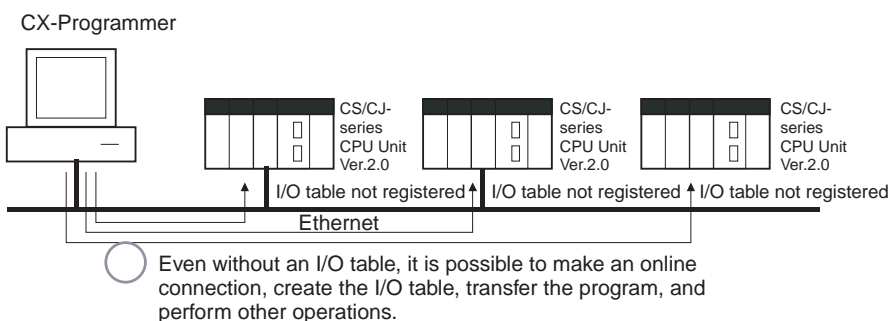 CX-Programmer
CS/CJ-
series
CPU Unit
Ver.2.0
CS/CJ-
series
CPU Unit
Ver.2.0
CS/CJ-
series
CPU Unit
Ver.2.0
I/O table not registered
I/O table not registered
I/O table not registered
Ethernet
Even without an I/O table, it is possible to make an online
connection, create the I/O table, transfer the program, and
perform other operations.